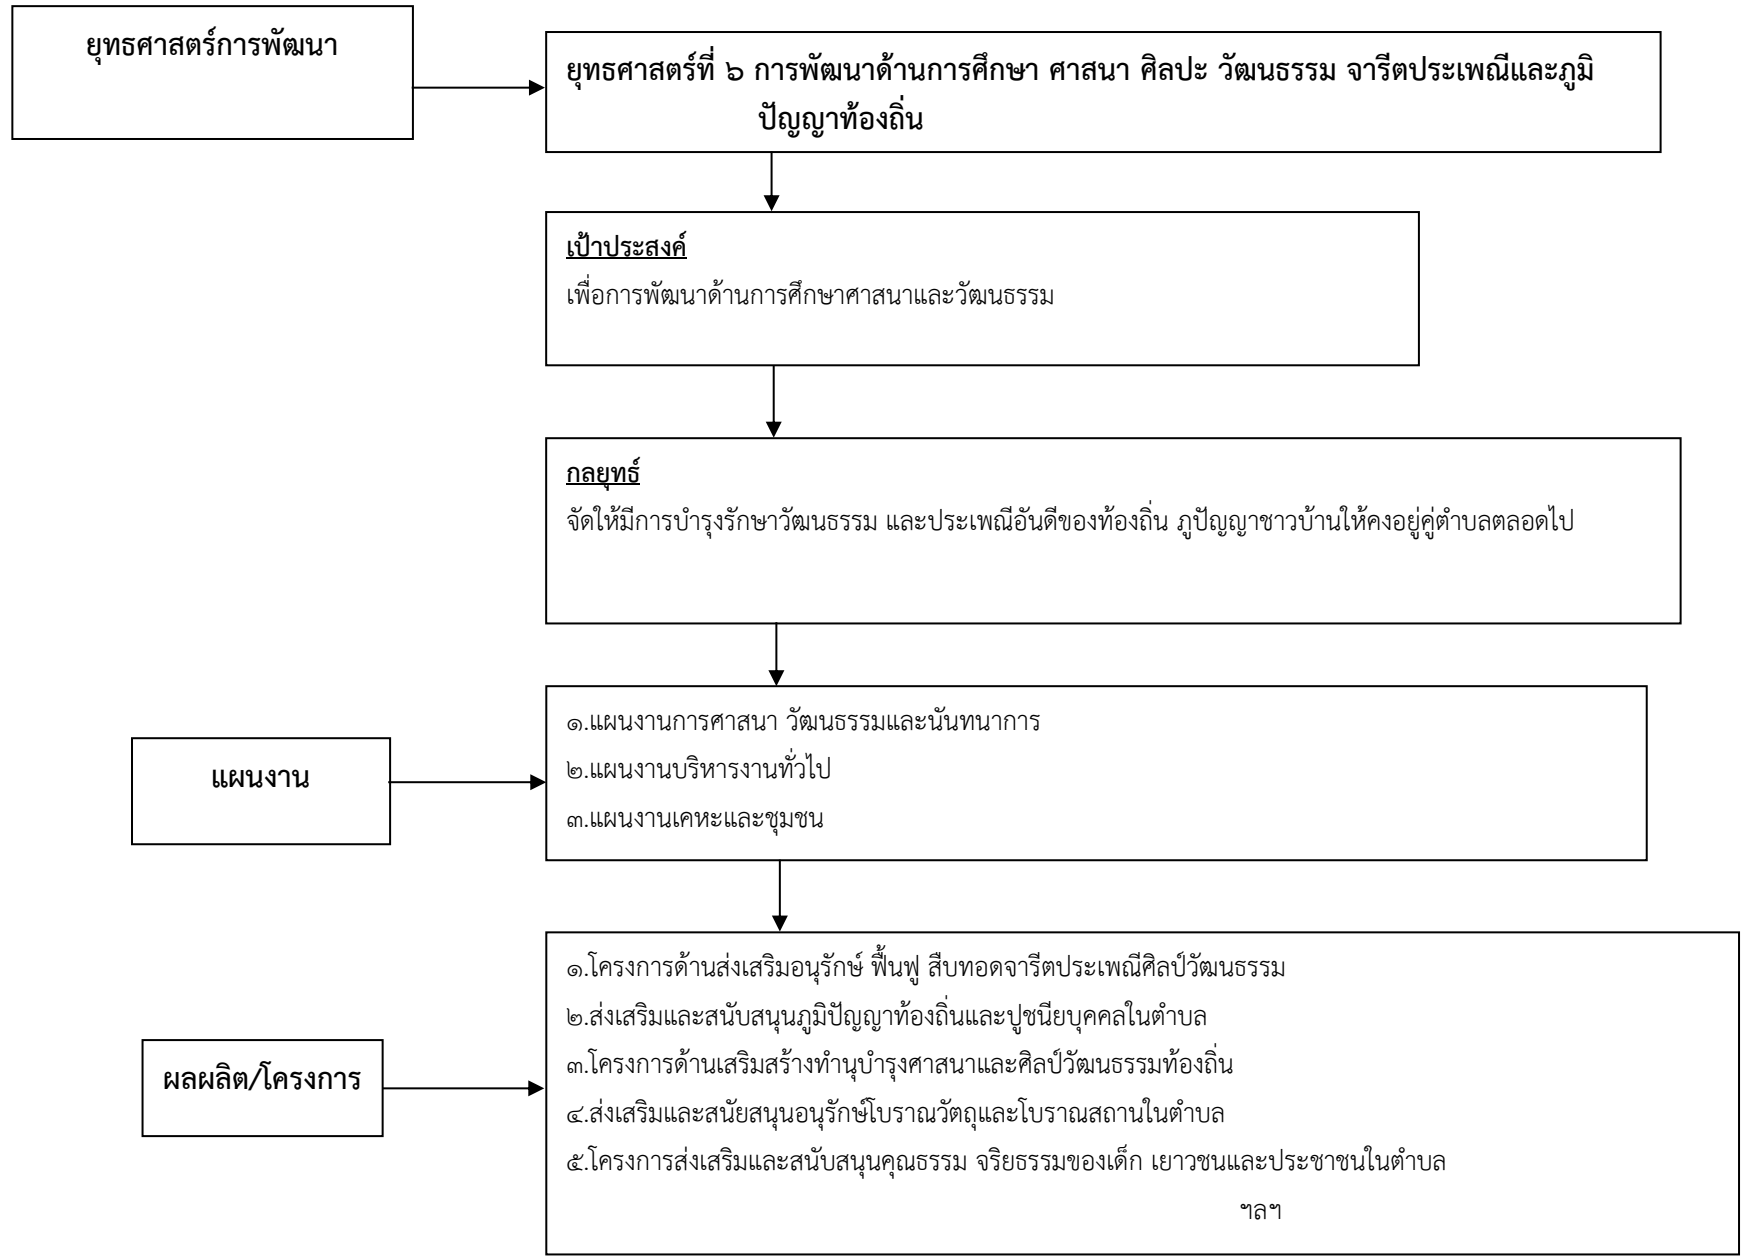 ยุทธศาสตร์การพัฒนา
ยุทธศาสตร์ที่ ๖ การพัฒนาด้านการศึกษา ศาสนา ศิลปะ วัฒนธรรม จารีตประเพณีและภูมิ
ปัญญาท้องถิ่น
เป้าประสงค์
เพื่อการพัฒนาด้านการศึกษาศาสนาและวัฒนธรรม
กลยุทธ์
จัดให้มีการบำรุงรักษาวัฒนธรรม และประเพณีอันดีของท้องถิ่น ภูปัญญาชาวบ้านให้คงอยู่คู่ตำบลตลอดไป
แผนงาน
๑.แผนงานการศาสนา วัฒนธรรมและนันทนาการ
๒.แผนงานบริหารงานทั่วไป
๓.แผนงานเคหะและชุมชน
ผลผลิต/โครงการ
๑.โครงการด้านส่งเสริมอนุรักษ์ ฟื้นฟู สืบทอดจารีตประเพณีศิลป์วัฒนธรรม
๒.ส่งเสริมและสนับสนุนภูมิปัญญาท้องถิ่นและปูชนียบุคคลในตำบล
๓.โครงการด้านเสริมสร้างทำนุบำรุงศาสนาและศิลป์วัฒนธรรมท้องถิ่น
๔.ส่งเสริมและสนัยสนุนอนุรักษ์โบราณวัตถุและโบราณสถานในตำบล
๕.โครงการส่งเสริมและสนับสนุนคุณธรรม จริยธรรมของเด็ก เยาวชนและประชาชนในตำบล
ฯลฯ